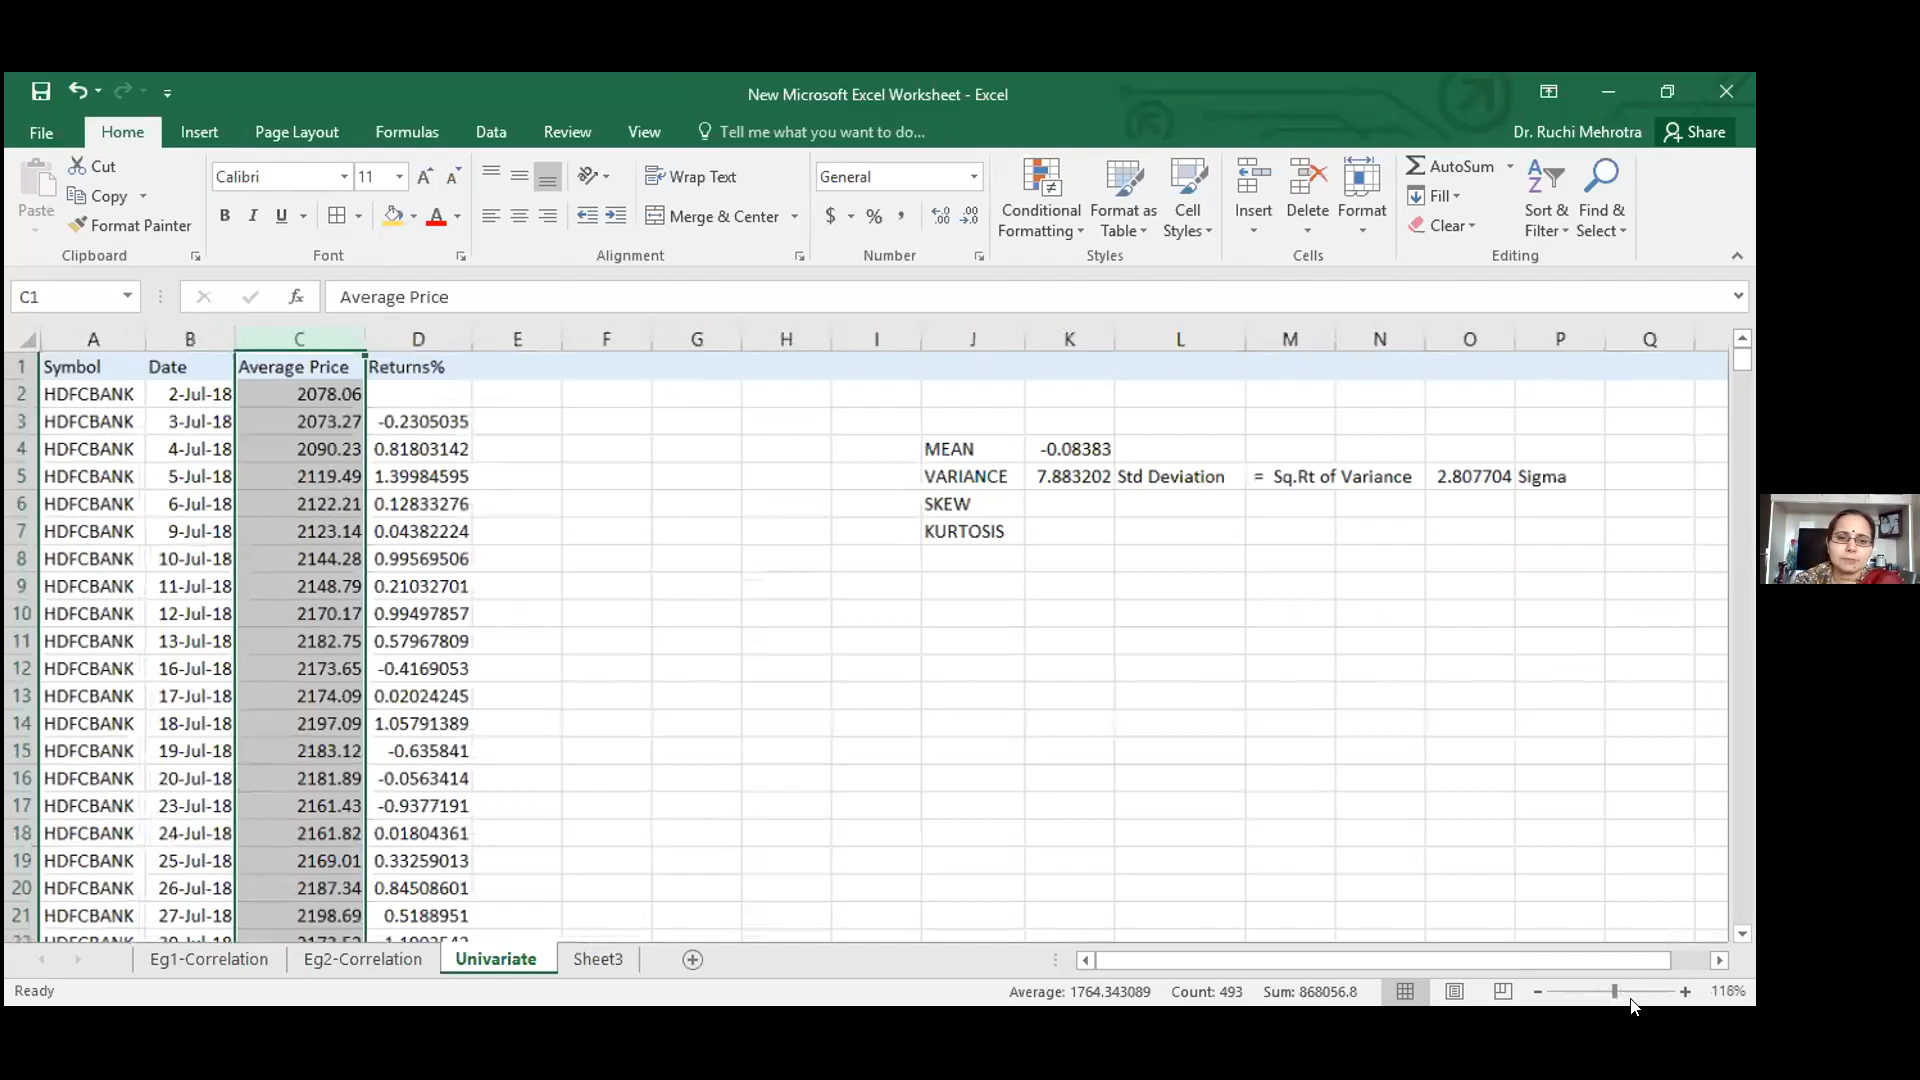 New Microsoft Excel Worksheet - Excel
File Home Insert Page Layout Formulas Data Review View Tell me what you want to do... Dr. Ruchi Mehrotra Share
Paste Cut Copy Format Painter
Calibri 11
B I U
Wrap Text
Merge & Center
General
$ % ,
Conditional Formatting Format as Table Cell Styles
Insert Delete Format
AutoSum Fill Clear
Sort & Filter Find & Select
Clipboard Font Alignment Number Styles Cells Editing
C1 fx Average Price
A B C D E F G H I J K L M N O P Q
1 Symbol Date Average Price Returns%
2 HDFCBANK 2-Jul-18 2078.06
3 HDFCBANK 3-Jul-18 2073.27 -0.2305035
4 HDFCBANK 4-Jul-18 2090.23 0.81803142 MEAN -0.08383
5 HDFCBANK 5-Jul-18 2119.49 1.39984595 VARIANCE 7.883202 Std Deviation = Sq.Rt of Variance 2.807704 Sigma
6 HDFCBANK 6-Jul-18 2122.21 0.12833276 SKEW
7 HDFCBANK 9-Jul-18 2123.14 0.04382224 KURTOSIS
8 HDFCBANK 10-Jul-18 2144.28 0.99569506
9 HDFCBANK 11-Jul-18 2148.79 0.21032701
10 HDFCBANK 12-Jul-18 2170.17 0.99497857
11 HDFCBANK 13-Jul-18 2182.75 0.57967809
12 HDFCBANK 16-Jul-18 2173.65 -0.4169053
13 HDFCBANK 17-Jul-18 2174.09 0.02024245
14 HDFCBANK 18-Jul-18 2197.09 1.05791389
15 HDFCBANK 19-Jul-18 2183.12 -0.635841
16 HDFCBANK 20-Jul-18 2181.89 -0.0563414
17 HDFCBANK 23-Jul-18 2161.43 -0.9377191
18 HDFCBANK 24-Jul-18 2161.82 0.01804361
19 HDFCBANK 25-Jul-18 2169.01 0.33259013
20 HDFCBANK 26-Jul-18 2187.34 0.84508601
21 HDFCBANK 27-Jul-18 2198.69 0.5188951
Eg1-Correlation Eg2-Correlation Univariate Sheet3
Ready Average: 1764.343089 Count: 493 Sum: 868056.8 118%